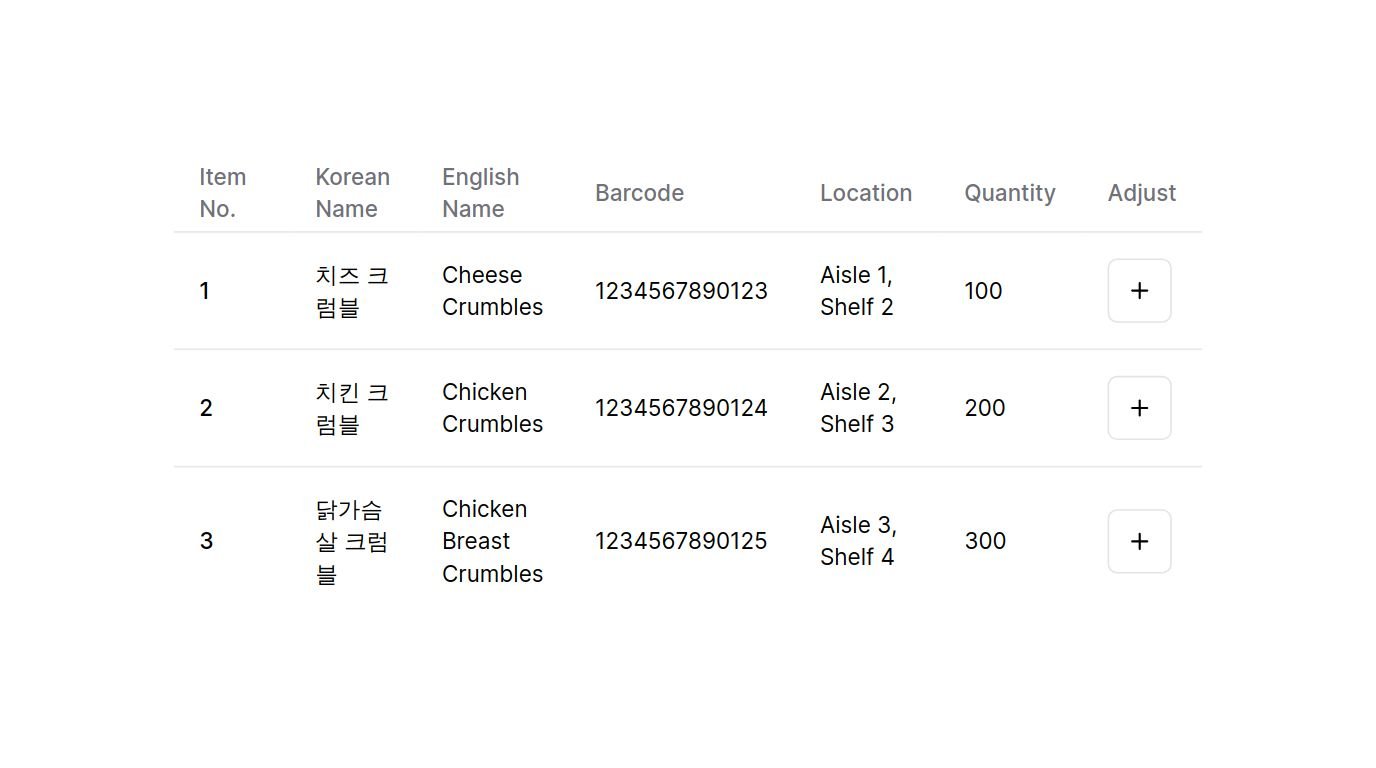 Item No. Korean Name English Name Barcode Location Quantity Adjust
1 치즈 크럼블 Cheese Crumbles 1234567890123 Aisle 1, Shelf 2 100 +
2 치킨 크럼블 Chicken Crumbles 1234567890124 Aisle 2, Shelf 3 200 +
3 닭가슴살 크럼블 Chicken Breast Crumbles 1234567890125 Aisle 3, Shelf 4 300 +